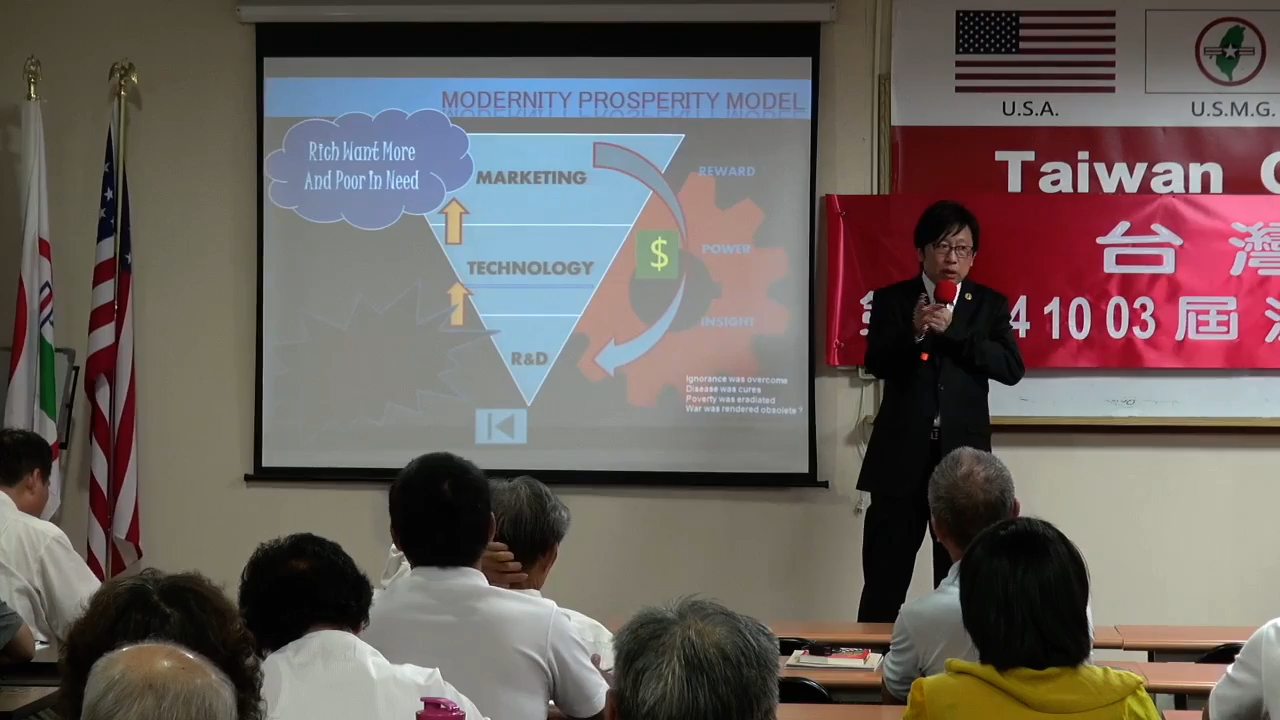 MODERNITY PROSPERITY MODEL
Rich Want More
And Poor In Need
MARKETING
TECHNOLOGY
R&D
$
REWARD
POWER
INSIGHT
Ignorance was overcome
Disease was cures
Poverty was eradiated
War was rendered obsolete ?
U.S.A.
U.S.M.G.
Taiwan C
台灣
4 10 03 屆